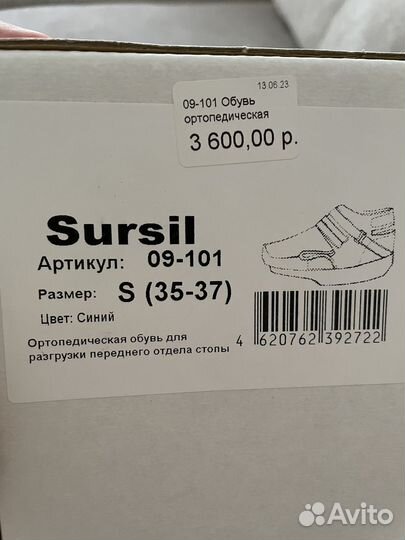 13.06.23
09-101 Обувь
ортопедическая
3 600,00 р.
Sursil
Артикул: 09-101
Размер: S (35-37)
Цвет: Синий
Ортопедическая обувь для
разгрузки переднего отдела стопы
4 620762 392722
Avito